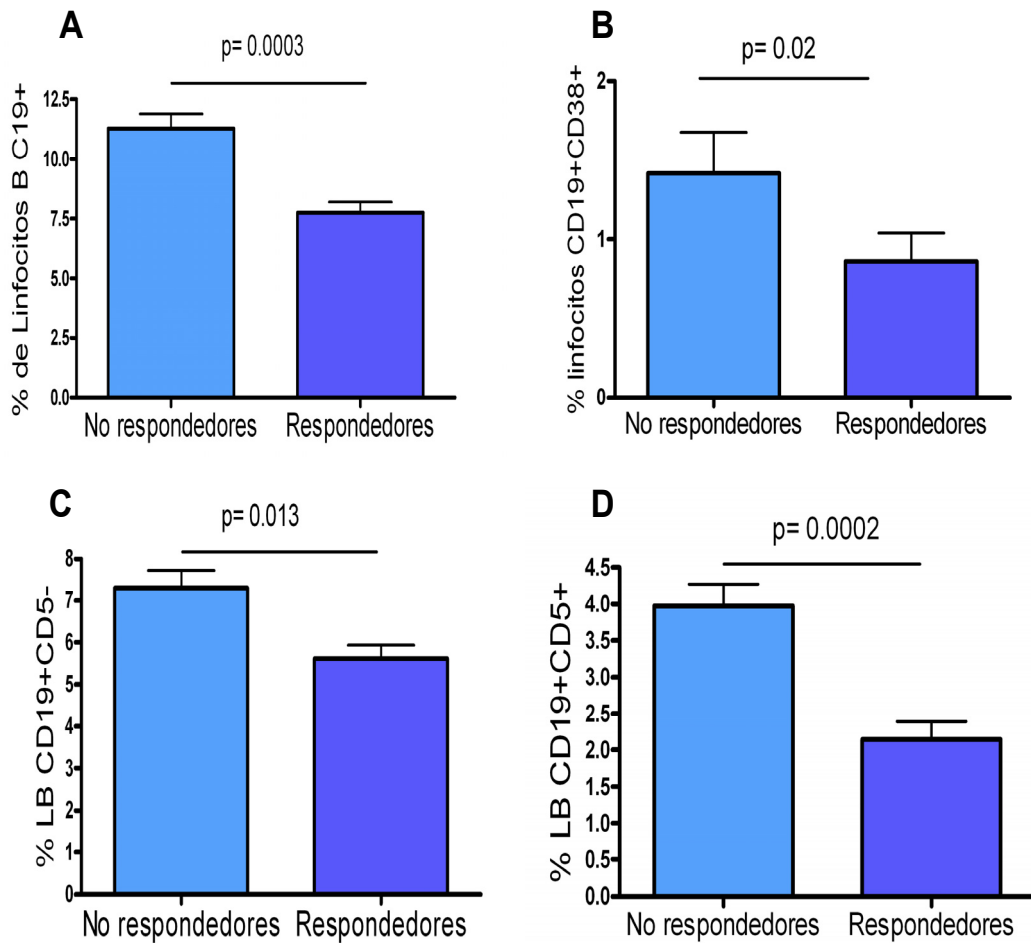 A
p= 0.0003
% de Linfocitos B C19+
12.5
10.0
7.5
5.0
2.5
0.0
No respondedores
Respondedores
B
p= 0.02
% linfocitos CD19+CD38+
2
1
0
No respondedores
Respondedores
C
p= 0.013
% LB CD19+CD5-
8
7
6
5
4
3
2
1
0
No respondedores
Respondedores
D
p= 0.0002
% LB CD19+CD5+
4.5
4.0
3.5
3.0
2.5
2.0
1.5
1.0
0.5
0.0
No respondedores
Respondedores